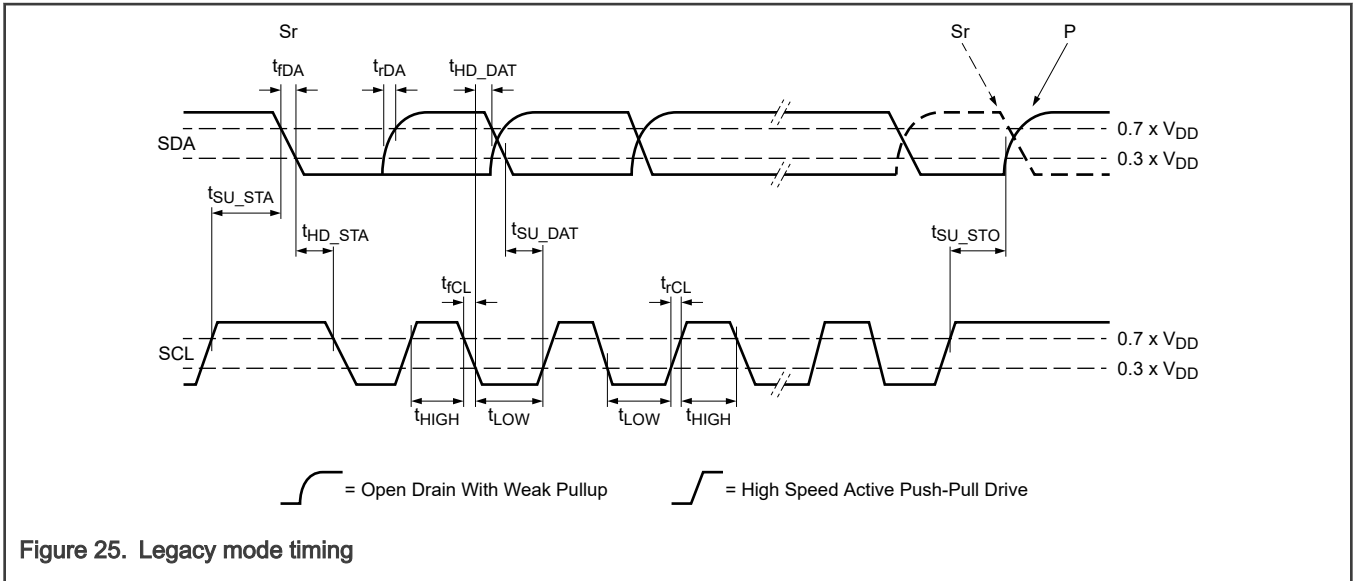 Sr Sr P
tfDA trDA tHD_DAT
0.7 x VDD
SDA
0.3 x VDD
tSU_STA
tHD_STA tSU_DAT tSU_STO
tfCL trCL
0.7 x VDD
SCL
0.3 x VDD
tHIGH tLOW tLOW tHIGH
= Open Drain With Weak Pullup = High Speed Active Push-Pull Drive
Figure 25. Legacy mode timing